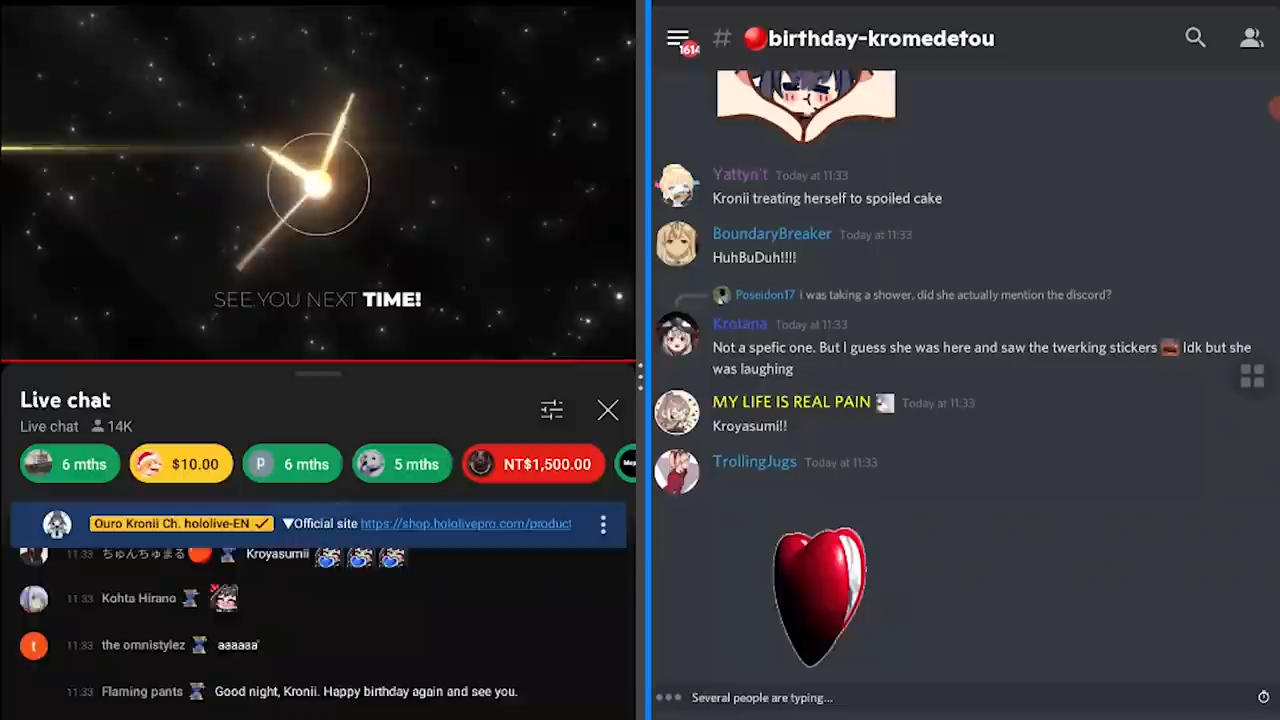 SEE YOU NEXT TIME!
Live chat
Live chat 14K
6 mths $10.00 P 6 mths 5 mths NT$1,500.00
Ouro Kronii Ch. hololive-EN ▼Official site https://shop.hololivepro.com/product
11:33 ちゅんちゅまる Kroyasumii
11:33 Kohta Hirano
t 11:33 the omnistylez aaaaaa
11:33 Flaming pants Good night, Kronii. Happy birthday again and see you.
1614 # birthday-kromedetou
Yattyn't Today at 11:33
Kronii treating herself to spoiled cake
BoundaryBreaker Today at 11:33
HuhBuDuh!!!!
Poseidon17 i was taking a shower, did she actually mention the discord?
Krotana Today at 11:33
Not a spefic one. But I guess she was here and saw the twerking stickers Idk but she
was laughing
MY LIFE IS REAL PAIN Today at 11:33
Kroyasumi!!
TrollingJugs Today at 11:33
Several people are typing...